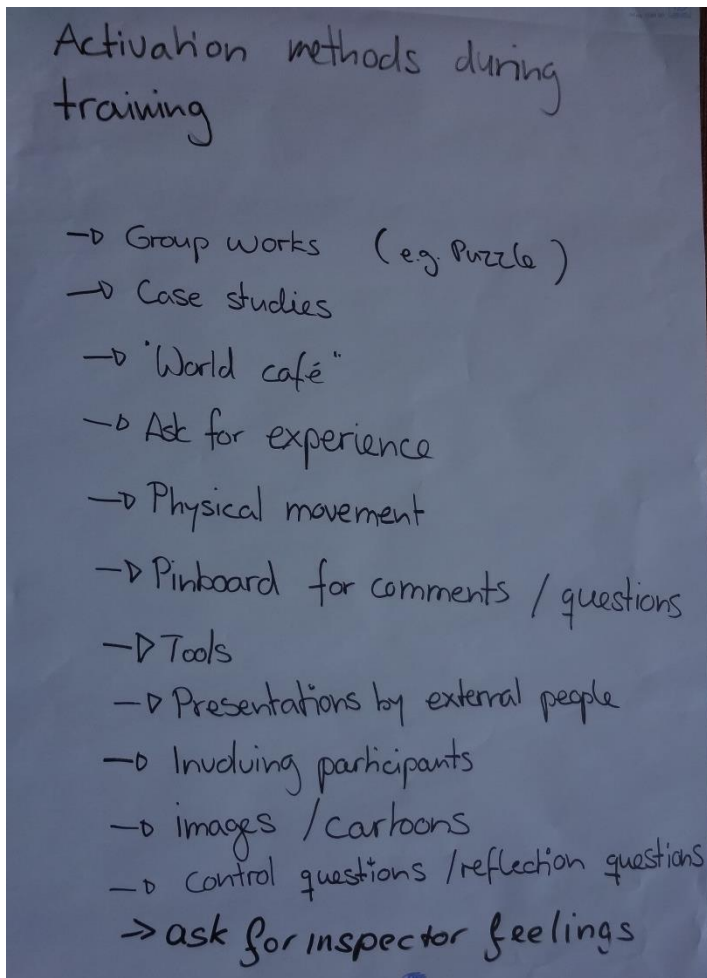 Activation methods during
training
→ Group works (e.g. Puzzle)
→ Case studies
→ "World café"
→ Ask for experience
→ Physical movement
→ Pinboard for comments / questions
→ Tools
→ Presentations by external people
→ Involving participants
→ images / cartoons
→ control questions / reflection questions
→ ask for inspector feelings